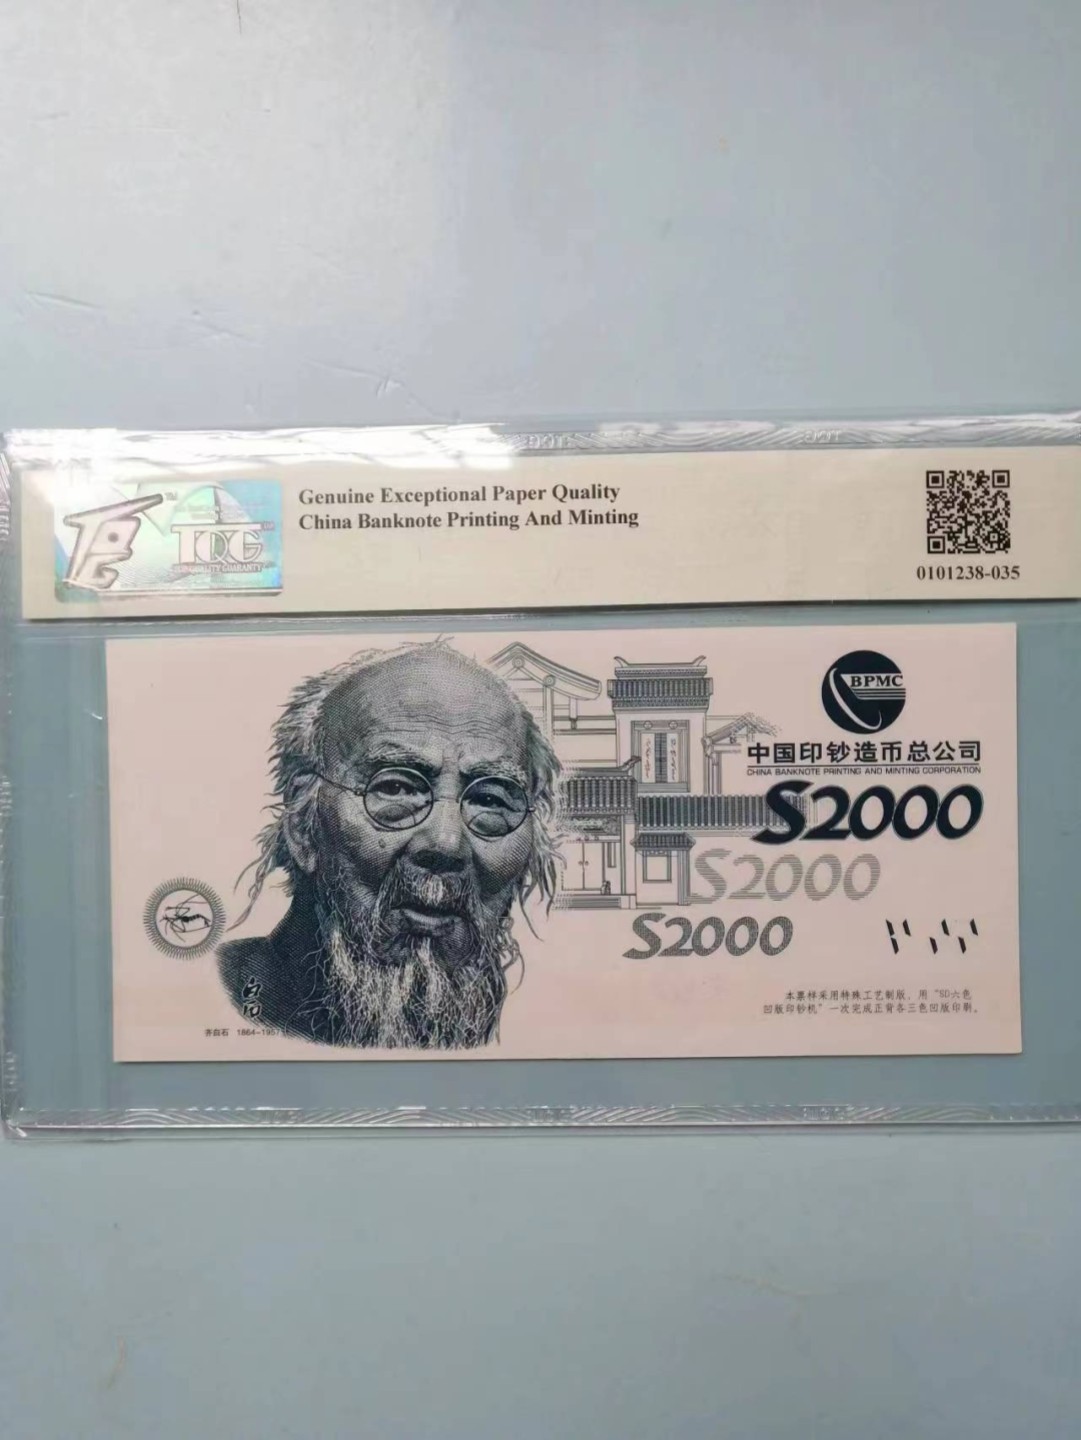 Genuine Exceptional Paper Quality
China Banknote Printing And Minting
TM
TQG
0101238-035
BPMC
中国印钞造币总公司
CHINA BANKNOTE PRINTING AND MINTING CORPORATION
S2000
S2000
S2000
本票样采用特殊工艺制版，用“SD六色
凹版印钞机”一次完成正背各三色凹版印刷。
齐白石 1864-1957